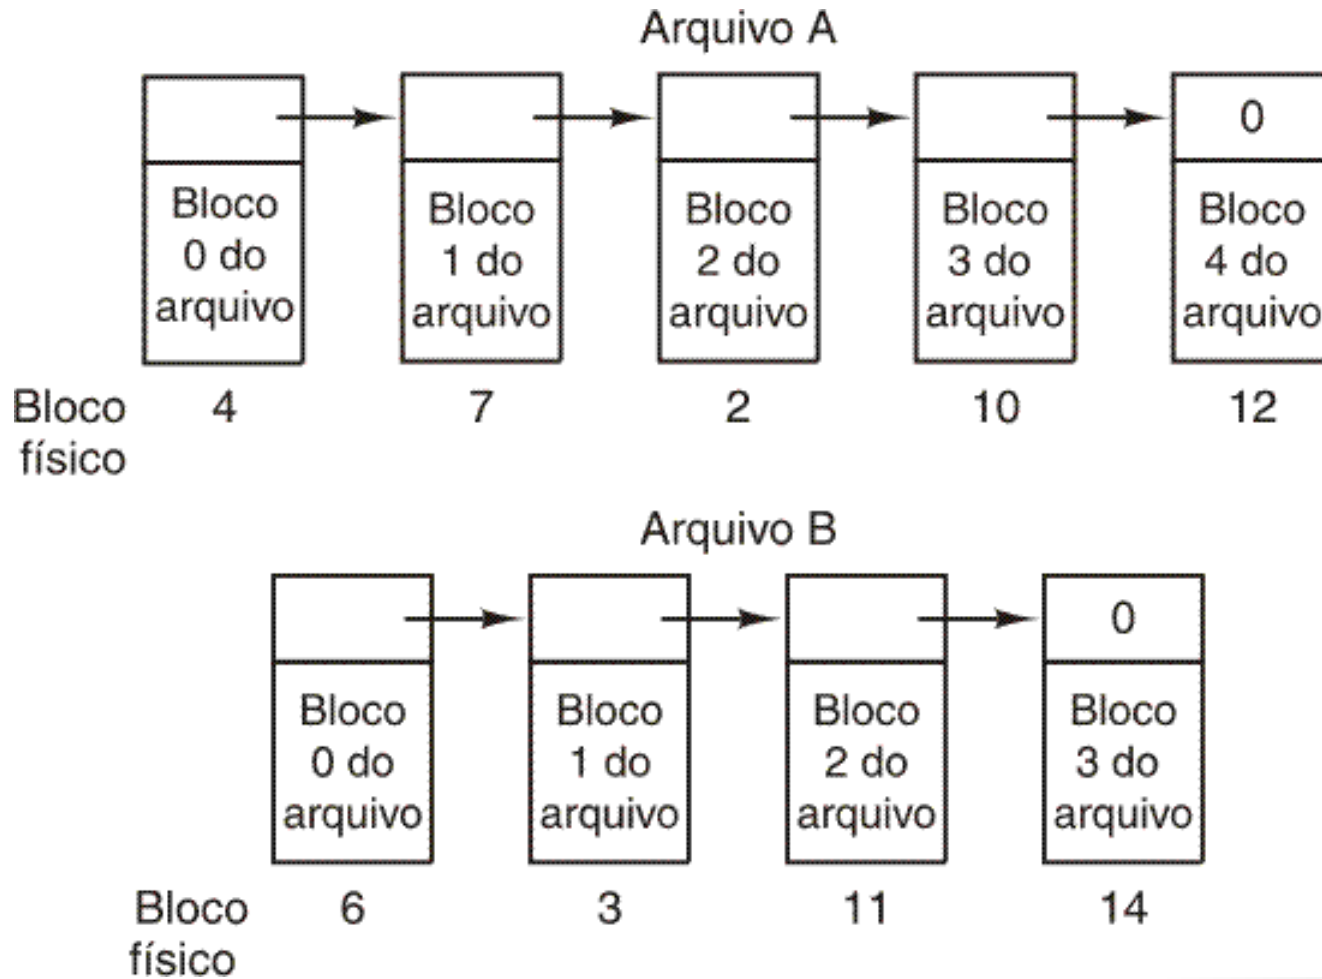 Arquivo A
0
Bloco Bloco Bloco Bloco Bloco
0 do 1 do 2 do 3 do 4 do
arquivo arquivo arquivo arquivo arquivo
Bloco 4 7 2 10 12
físico
Arquivo B
0
Bloco Bloco Bloco Bloco
0 do 1 do 2 do 3 do
arquivo arquivo arquivo arquivo
Bloco 6 3 11 14
físico